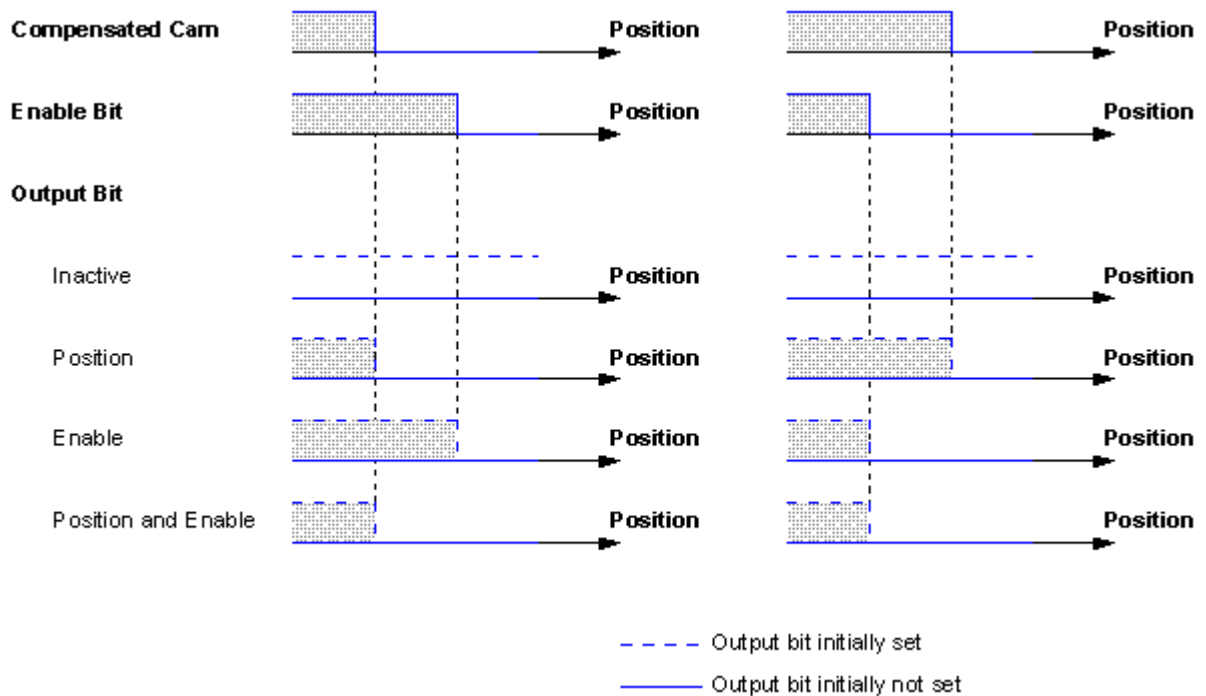 Compensated Cam Position Position
Enable Bit Position Position
Output Bit
Inactive Position Position
Position Position Position
Enable Position Position
Position and Enable Position Position
Output bit initially set
Output bit initially not set